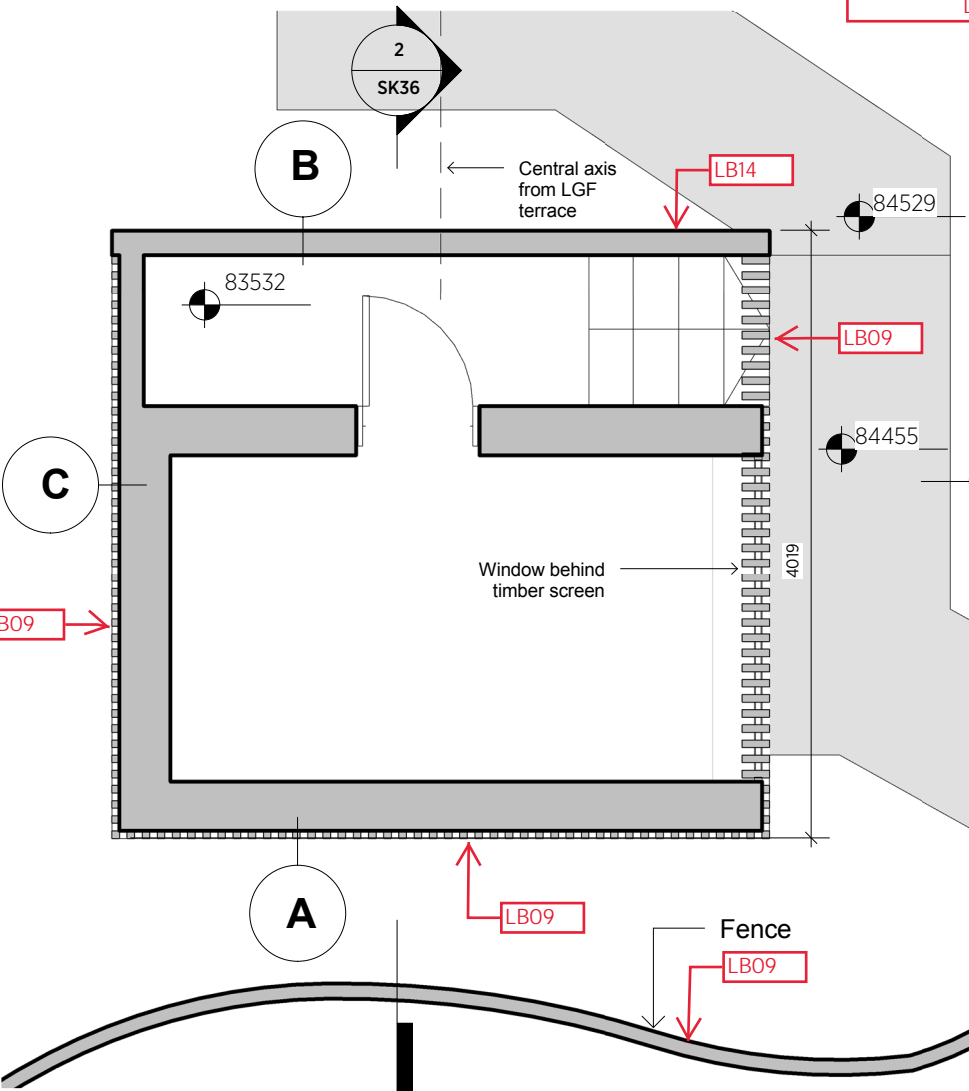 L
2
SK36
B
Central axis
from LGF
terrace
LB14
84529
83532
LB09
84455
C
Window behind
timber screen
4019
B09
A
LB09
Fence
LB09